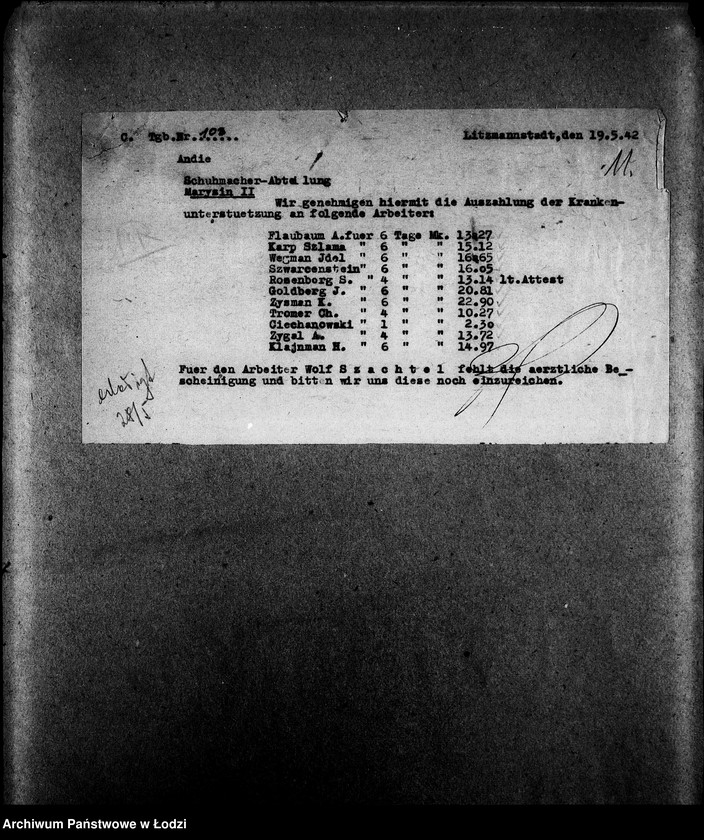 C. Tgb.Nr. 107..... Litzmannstadt,den 19.5.42
11.
Andie
Schuhmacher-Abteilung
Marysin II
Wir genehmigen hiermit die Auszahlung der Kranken-
unterstuetzung an folgende Arbeiter:
Flaubaum A.fuer 6 Tage Mk. 13.27
Karp Szlama " 6 " " 15.12
Wegman Jdel " 6 " " 16.65
Szwarcenstein" 6 " " 16.05
Rosenberg S. " 4 " " 13.14 lt.Attest
Goldberg J. " 6 " " 20.81
Zysman K. " 6 " " 22.90
Tromer Ch. " 4 " " 10.27
Ciechanowski " 1 " " 2.30
Zygal A. " 4 " " 13.72
Klajnman H. " 6 " " 14.97
Fuer den Arbeiter Wolf S z a c h t e l fehlt die aerztliche Be_-
scheinigung und bitten wir uns diese noch einzureichen.
28/5
Archiwum Państwowe w Łodzi